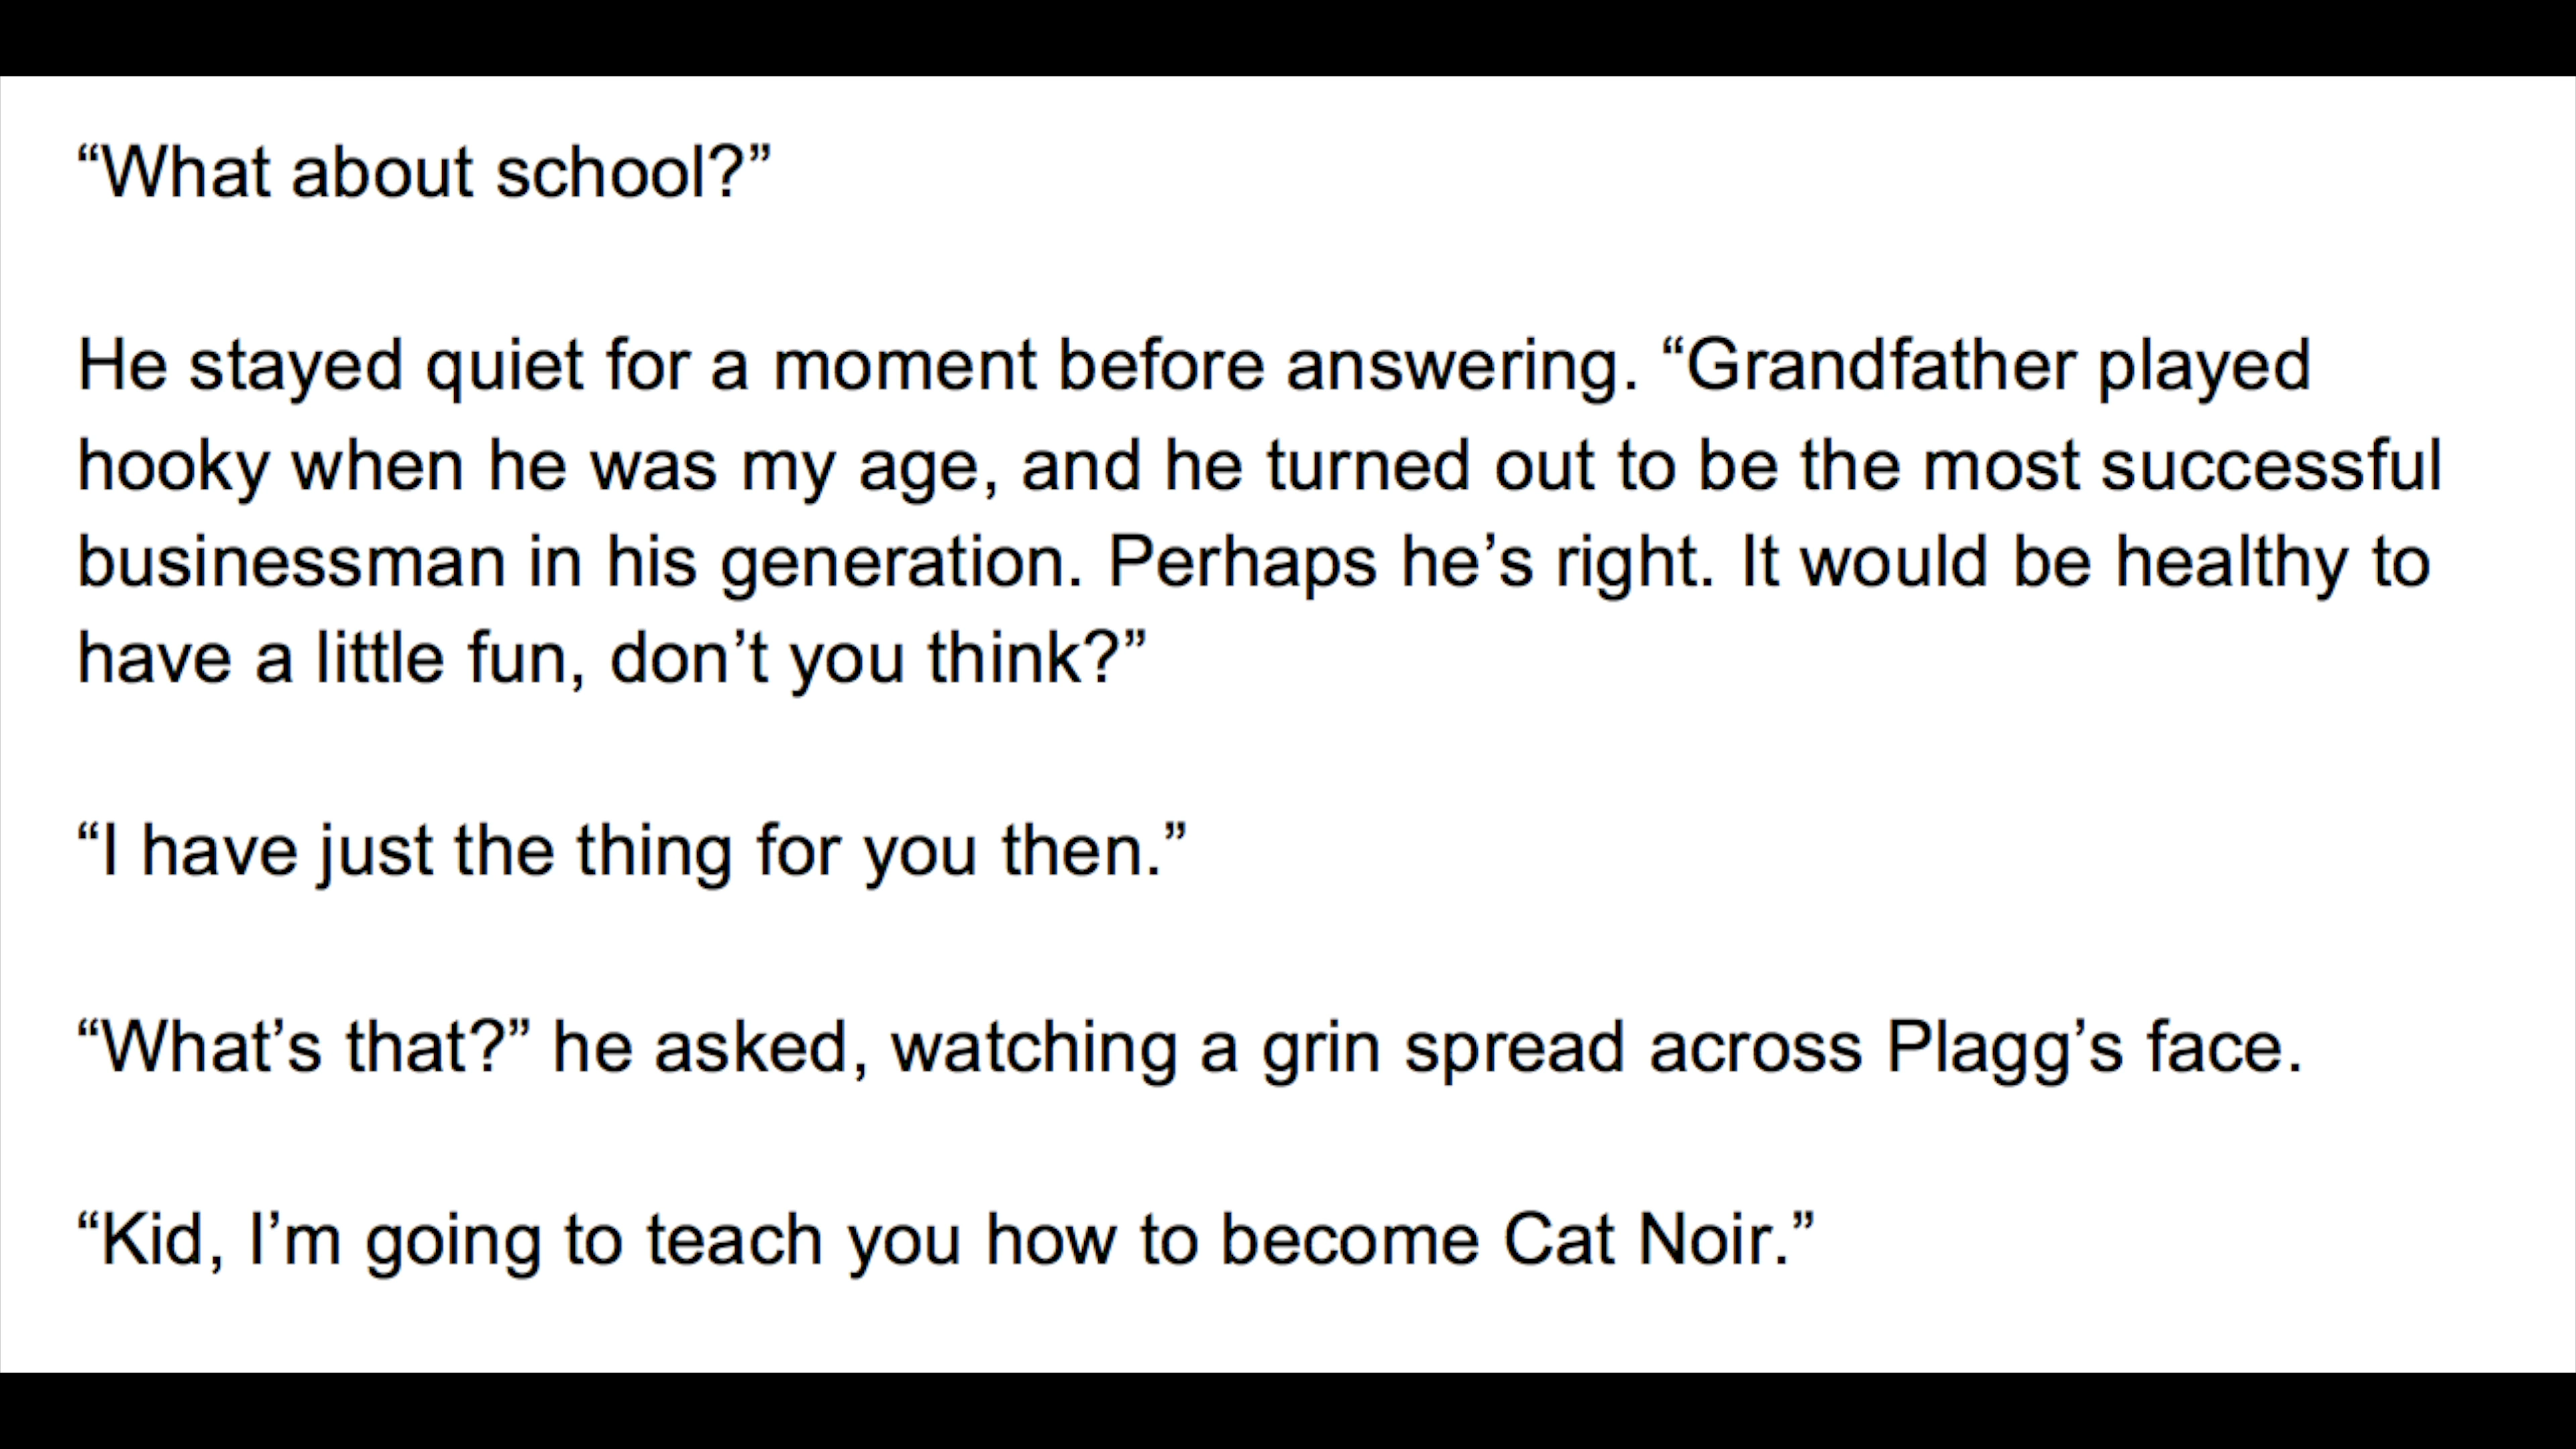 “What about school?”
He stayed quiet for a moment before answering. “Grandfather played
hooky when he was my age, and he turned out to be the most successful
businessman in his generation. Perhaps he’s right. It would be healthy to
have a little fun, don’t you think?”
“I have just the thing for you then.”
“What’s that?” he asked, watching a grin spread across Plagg’s face.
“Kid, I’m going to teach you how to become Cat Noir.”